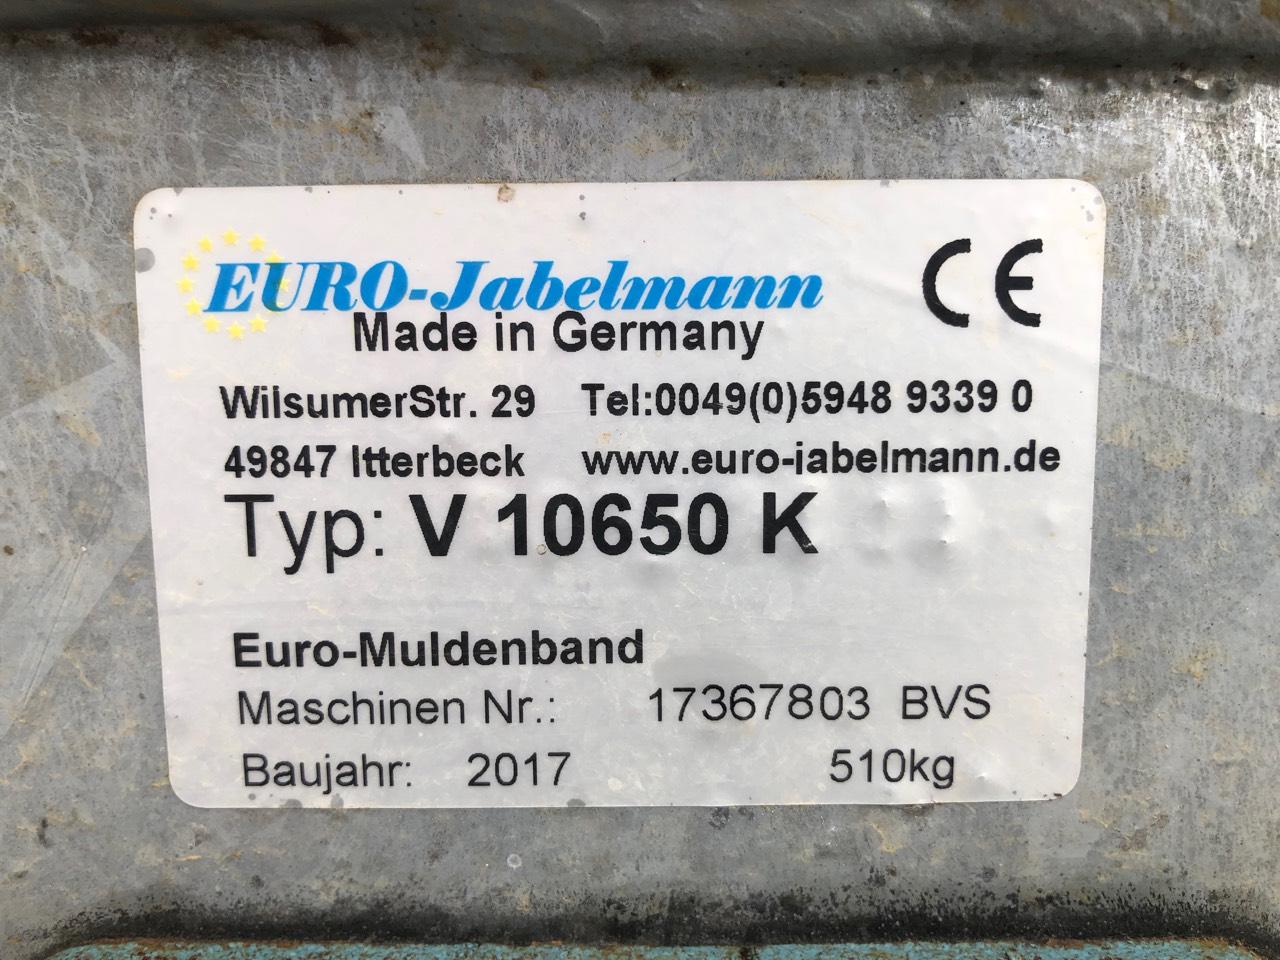 EURO-Jabelmann
CE
Made in Germany
WilsumerStr. 29 Tel:0049(0)5948 9339 0
49847 Itterbeck www.euro-jabelmann.de
Typ: V 10650 K
Euro-Muldenband
Maschinen Nr.: 17367803 BVS
Baujahr: 2017 510kg